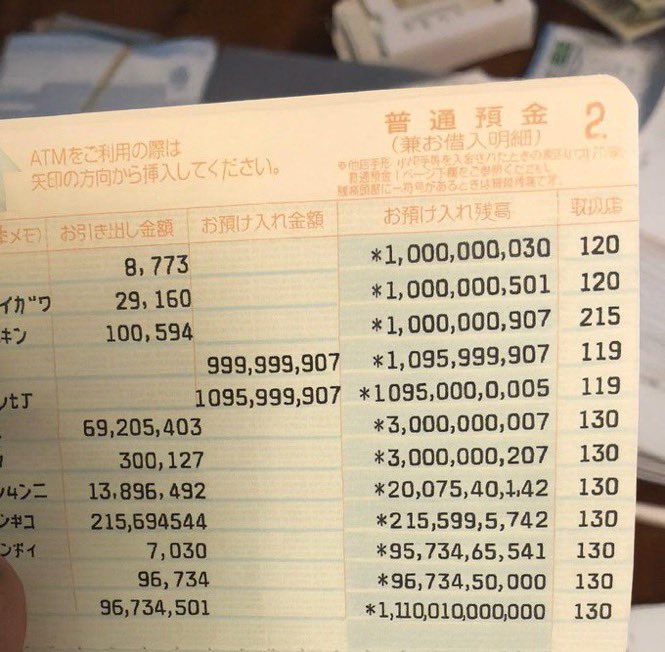 普通預金 2.
(兼お借入明細)
ATMをご利用の際は
矢印の方向から挿入してください。
お引き出し金額 お預け入れ金額 お預け入れ残高 取扱店
8,773 *1,000,000,030 120
イガワ 29,160 *1,000,000,501 120
キン 100,594 *1,000,000,907 215
999,999,907 *1,095,999,907 119
1095,999,907 *1095,000,0,005 119
69,205,403 *3,000,000,007 130
300,127 *3,000,000,207 130
13,896,492 *20,075,40,142 130
215,694544 *215,599,5,742 130
7,030 *95,734,65,541 130
96,734 *96,734,50,000 130
96,734,501 *1,110,010,000,000 130